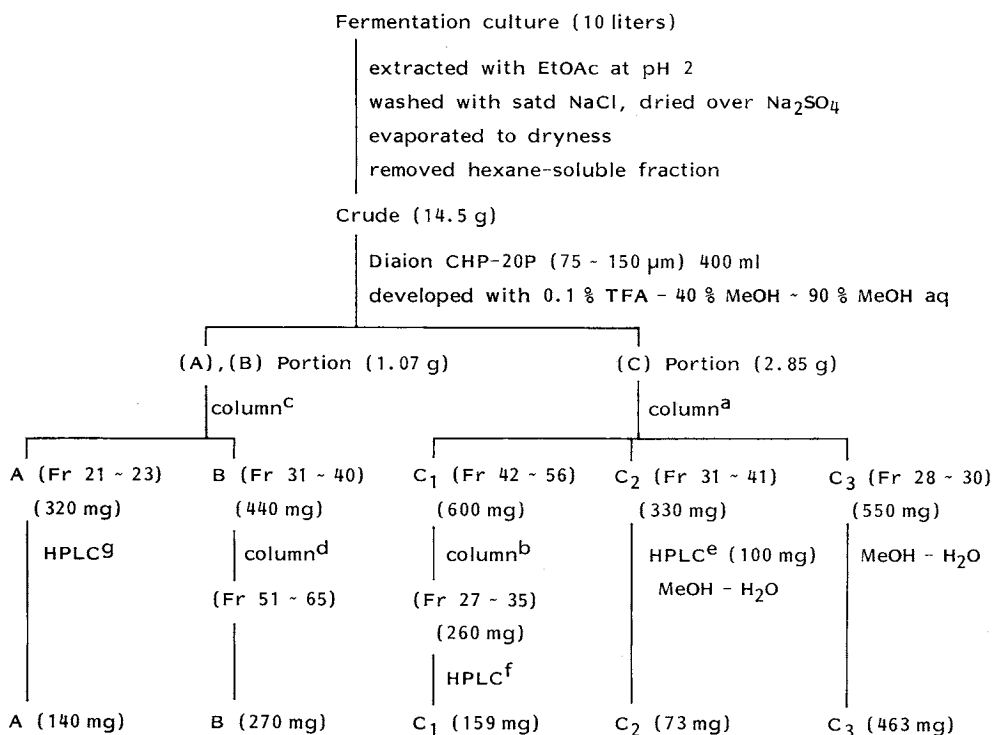 Fermentation culture (10 liters)
extracted with EtOAc at pH 2
washed with satd NaCl, dried over Na2SO4
evaporated to dryness
removed hexane-soluble fraction
Crude (14.5 g)
Diaion CHP-20P (75 ~ 150 μm) 400 ml
developed with 0.1 % TFA - 40 % MeOH ~ 90 % MeOH aq
(A),(B) Portion (1.07 g) (C) Portion (2.85 g)
column^c column^a
A (Fr 21 ~ 23) B (Fr 31 ~ 40) C1 (Fr 42 ~ 56) C2 (Fr 31 ~ 41) C3 (Fr 28 ~ 30)
(320 mg) (440 mg) (600 mg) (330 mg) (550 mg)
HPLC^g column^d column^b HPLC^e (100 mg) MeOH - H2O
(Fr 51 ~ 65) (Fr 27 ~ 35) MeOH - H2O
(260 mg)
HPLC^f
A (140 mg) B (270 mg) C1 (159 mg) C2 (73 mg) C3 (463 mg)